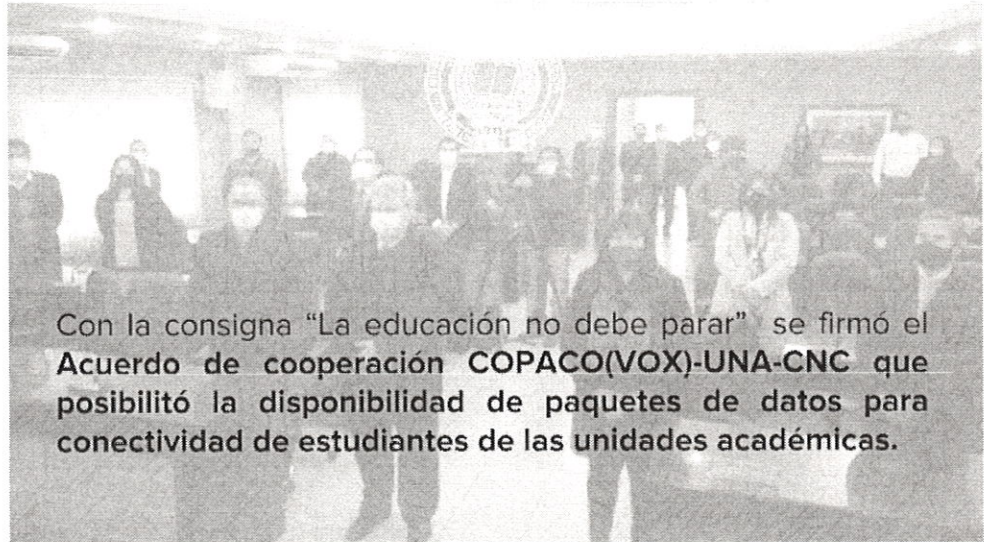 Con la consigna “La educación no debe parar” se firmó el
Acuerdo de cooperación COPACO(VOX)-UNA-CNC que
posibilitó la disponibilidad de paquetes de datos para
conectividad de estudiantes de las unidades académicas.